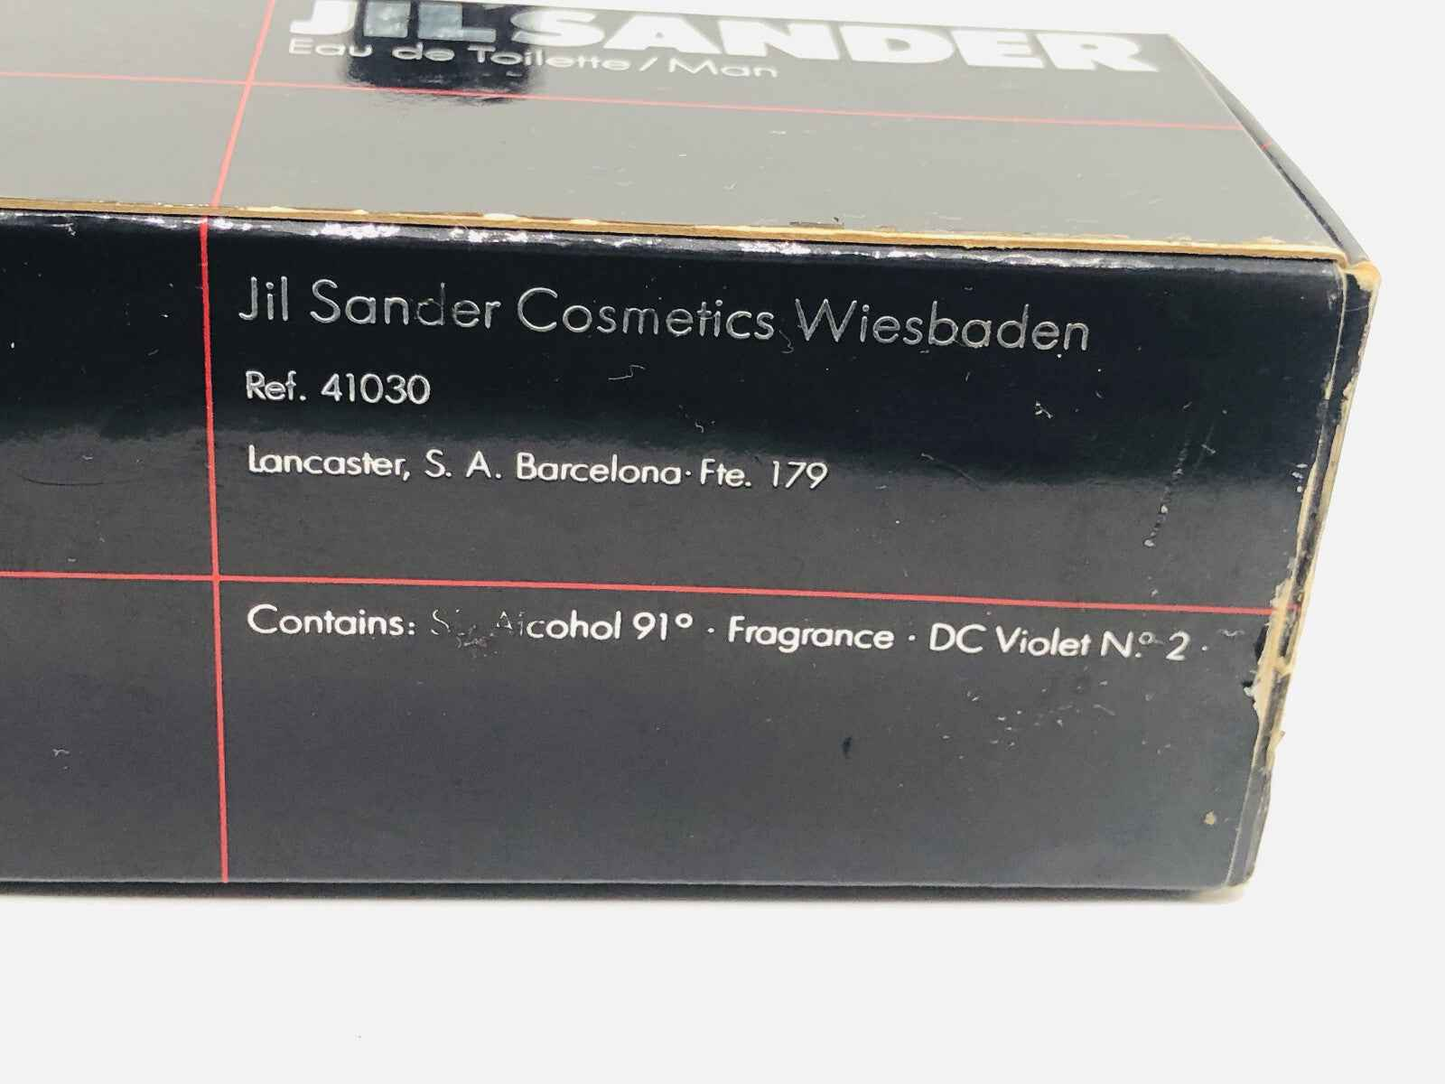 JIL SANDER
Eau de Toilette / Man
Jil Sander Cosmetics Wiesbaden
Ref. 41030
Lancaster, S. A. Barcelona · Fte. 179
Contains: Alcohol 91° · Fragrance · DC Violet N.º 2 ·